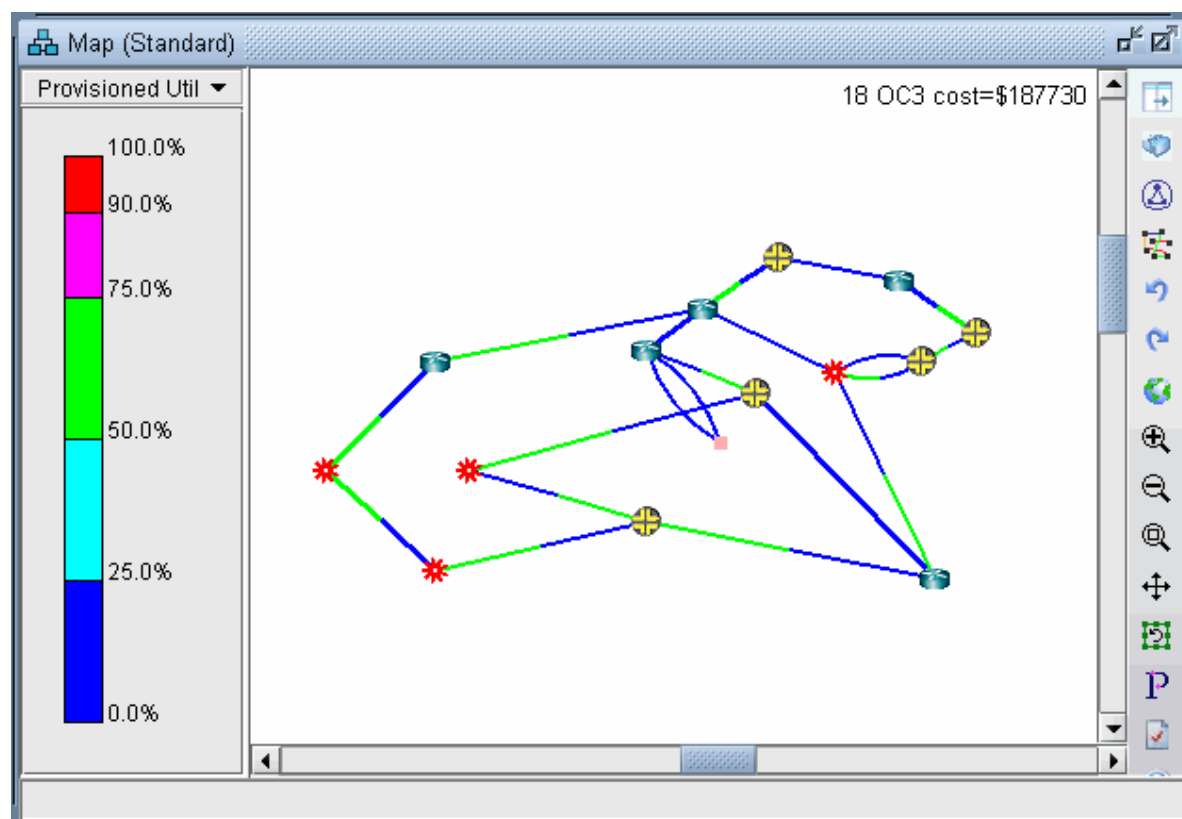 Map (Standard)
Provisioned Util
18 OC3 cost=$187730
100.0%
90.0%
75.0%
50.0%
25.0%
0.0%
P